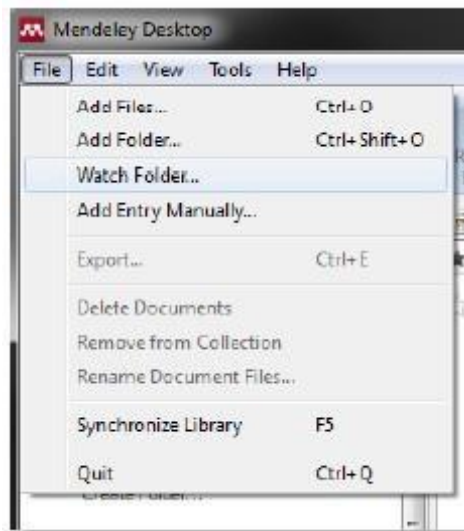 Mendeley Desktop
File Edit View Tools Help
Add Files... Ctrl+O
Add Folder... Ctrl+Shift+O
Watch Folder...
Add Entry Manually...
Export... Ctrl+E
Delete Documents
Remove from Collection
Rename Document Files...
Synchronize Library F5
Quit Ctrl+Q
Create Folder...